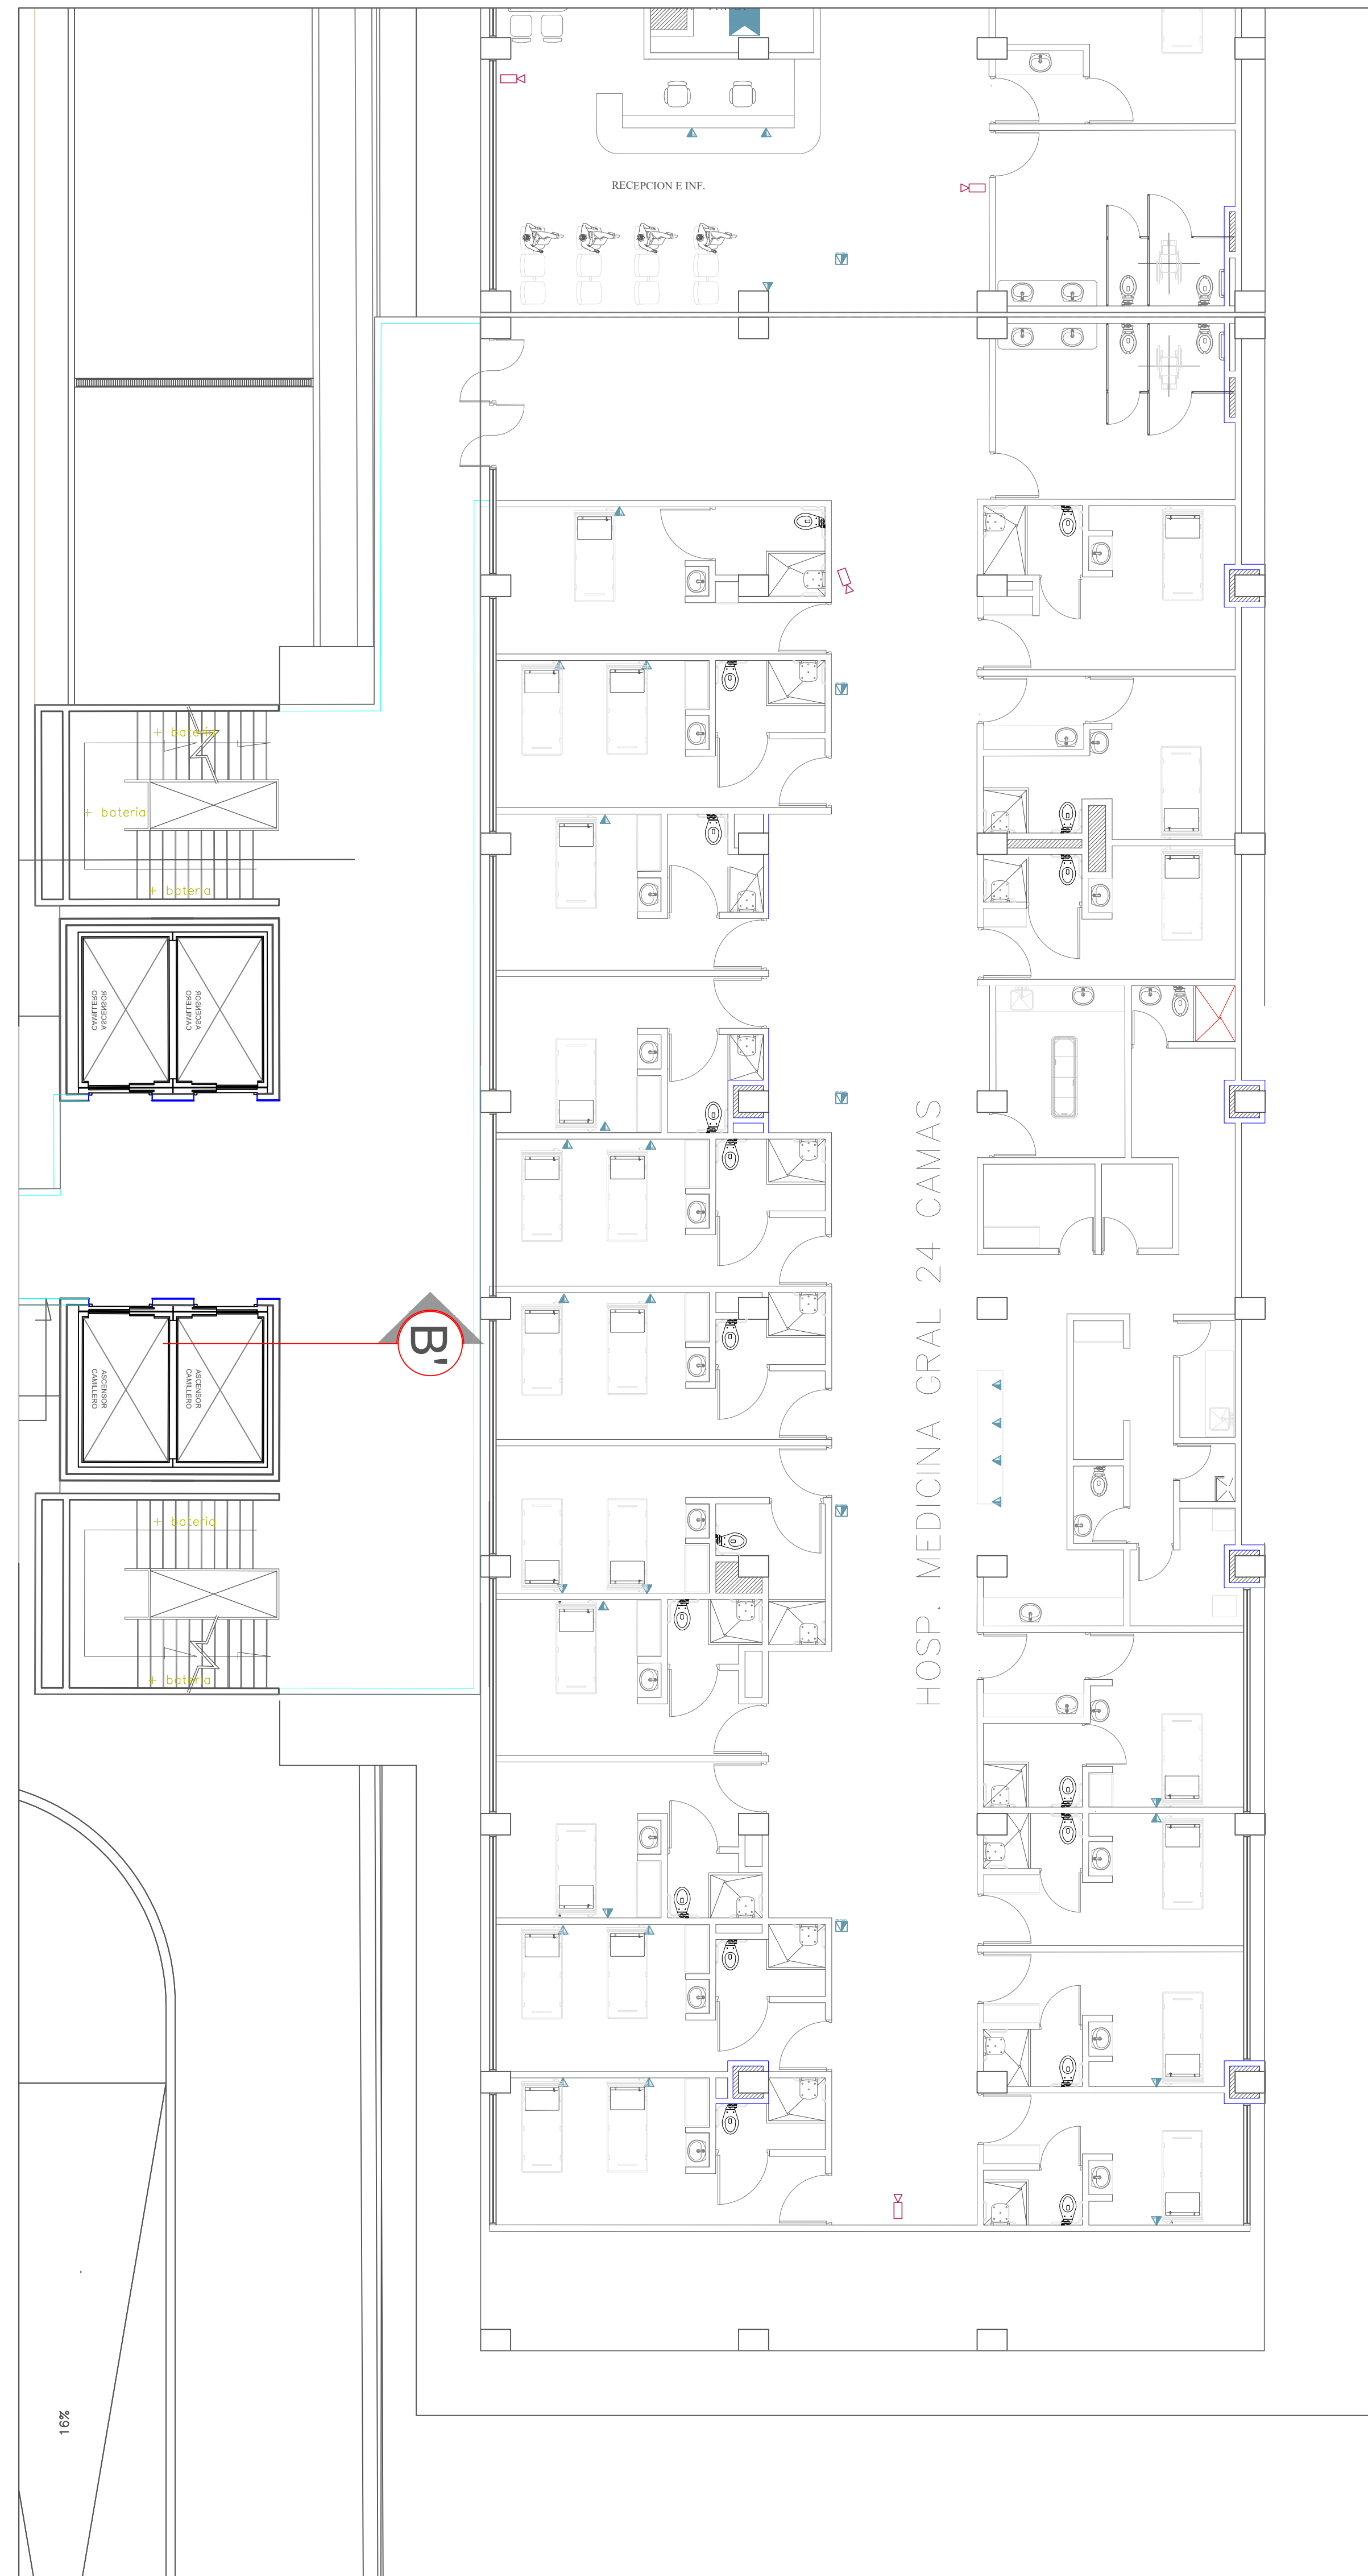 RECEPCION E INF.
+ bateria
+ bateria
+ bateria
ASCENSOR
CAMILLERO
ASCENSOR
CAMILLERO
HOSP. MEDICINA GRAL 24 CAMAS
B'
ASCENSOR
CAMILLERO
ASCENSOR
CAMILLERO
+ bateria
+ bateria
16%